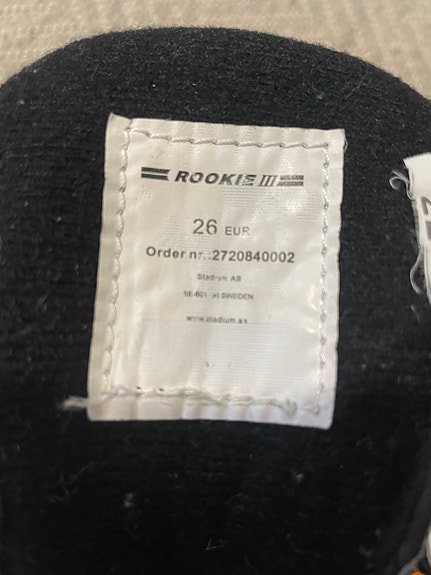 ROOKIE III
26 EUR
Order nr.:2720840002
Stadium AB
SWEDEN
www.stadium.se